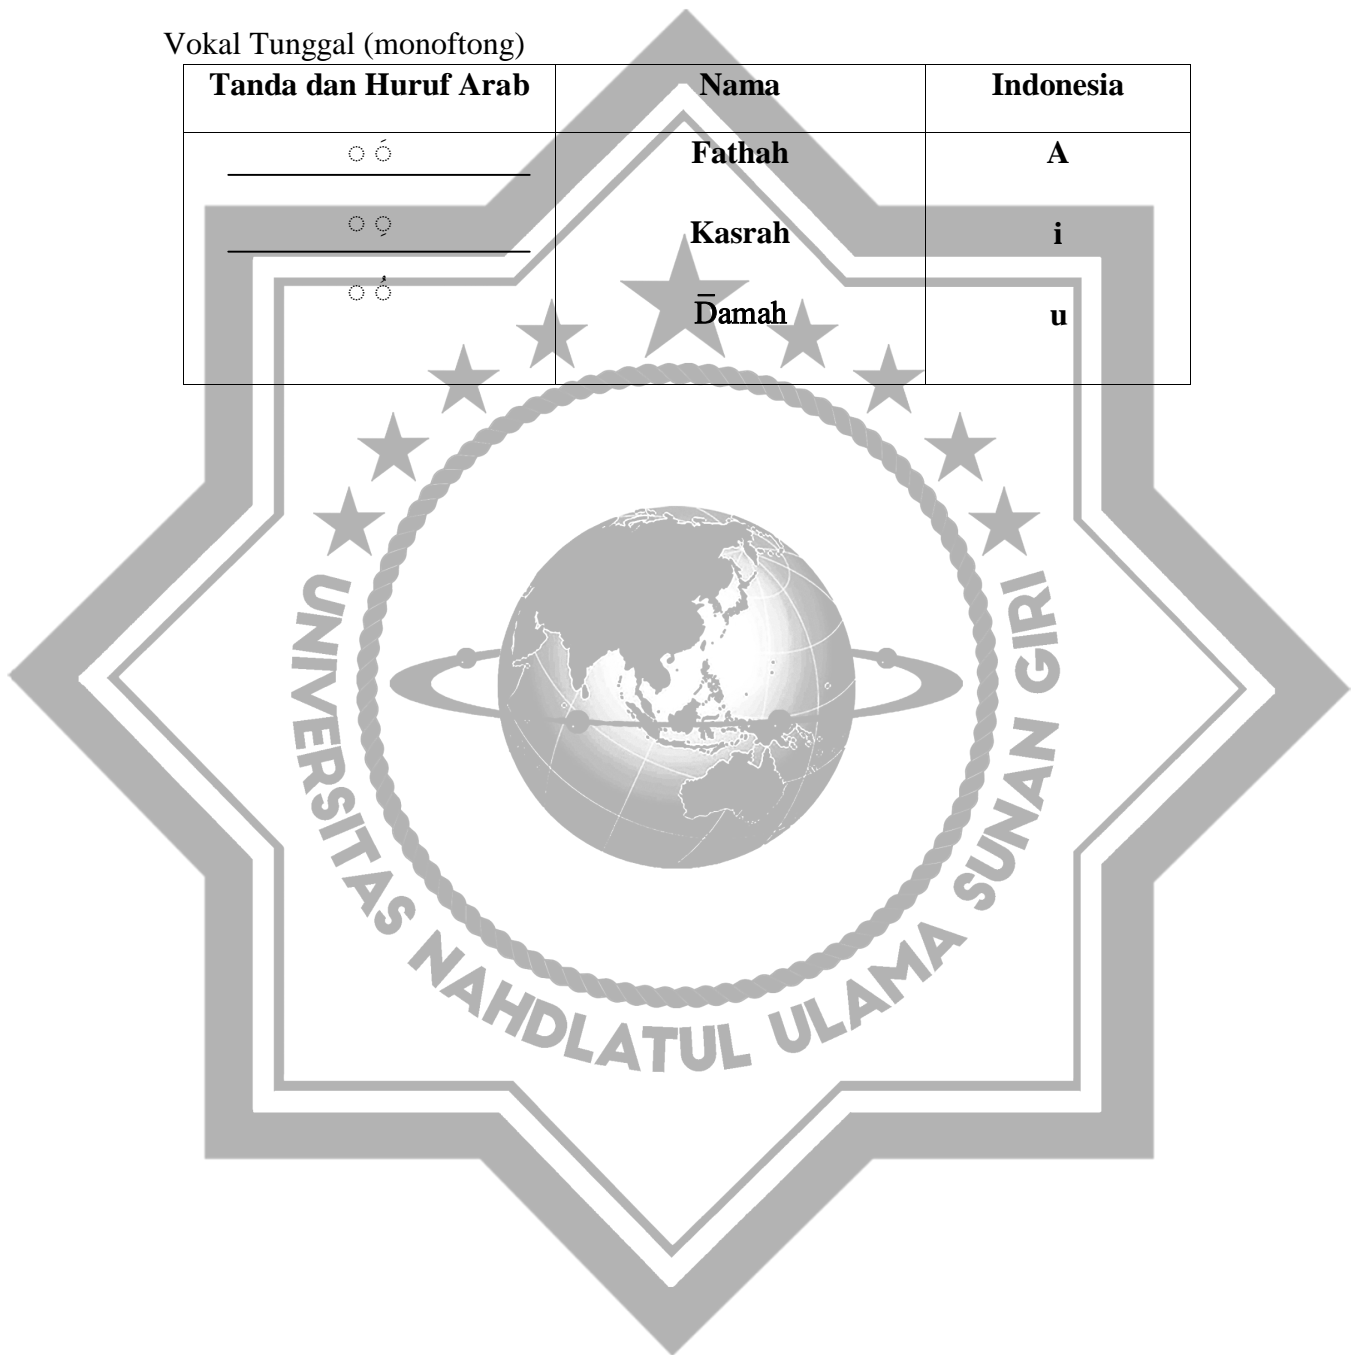 Vokal Tunggal (monoftong)
Tanda dan Huruf Arab Nama Indonesia
◌ َ Fathah A
◌ ِ Kasrah i
◌ ُ D̅amah u
UNIVERSITAS NAHDLATUL ULAMA SUNAN GIRI